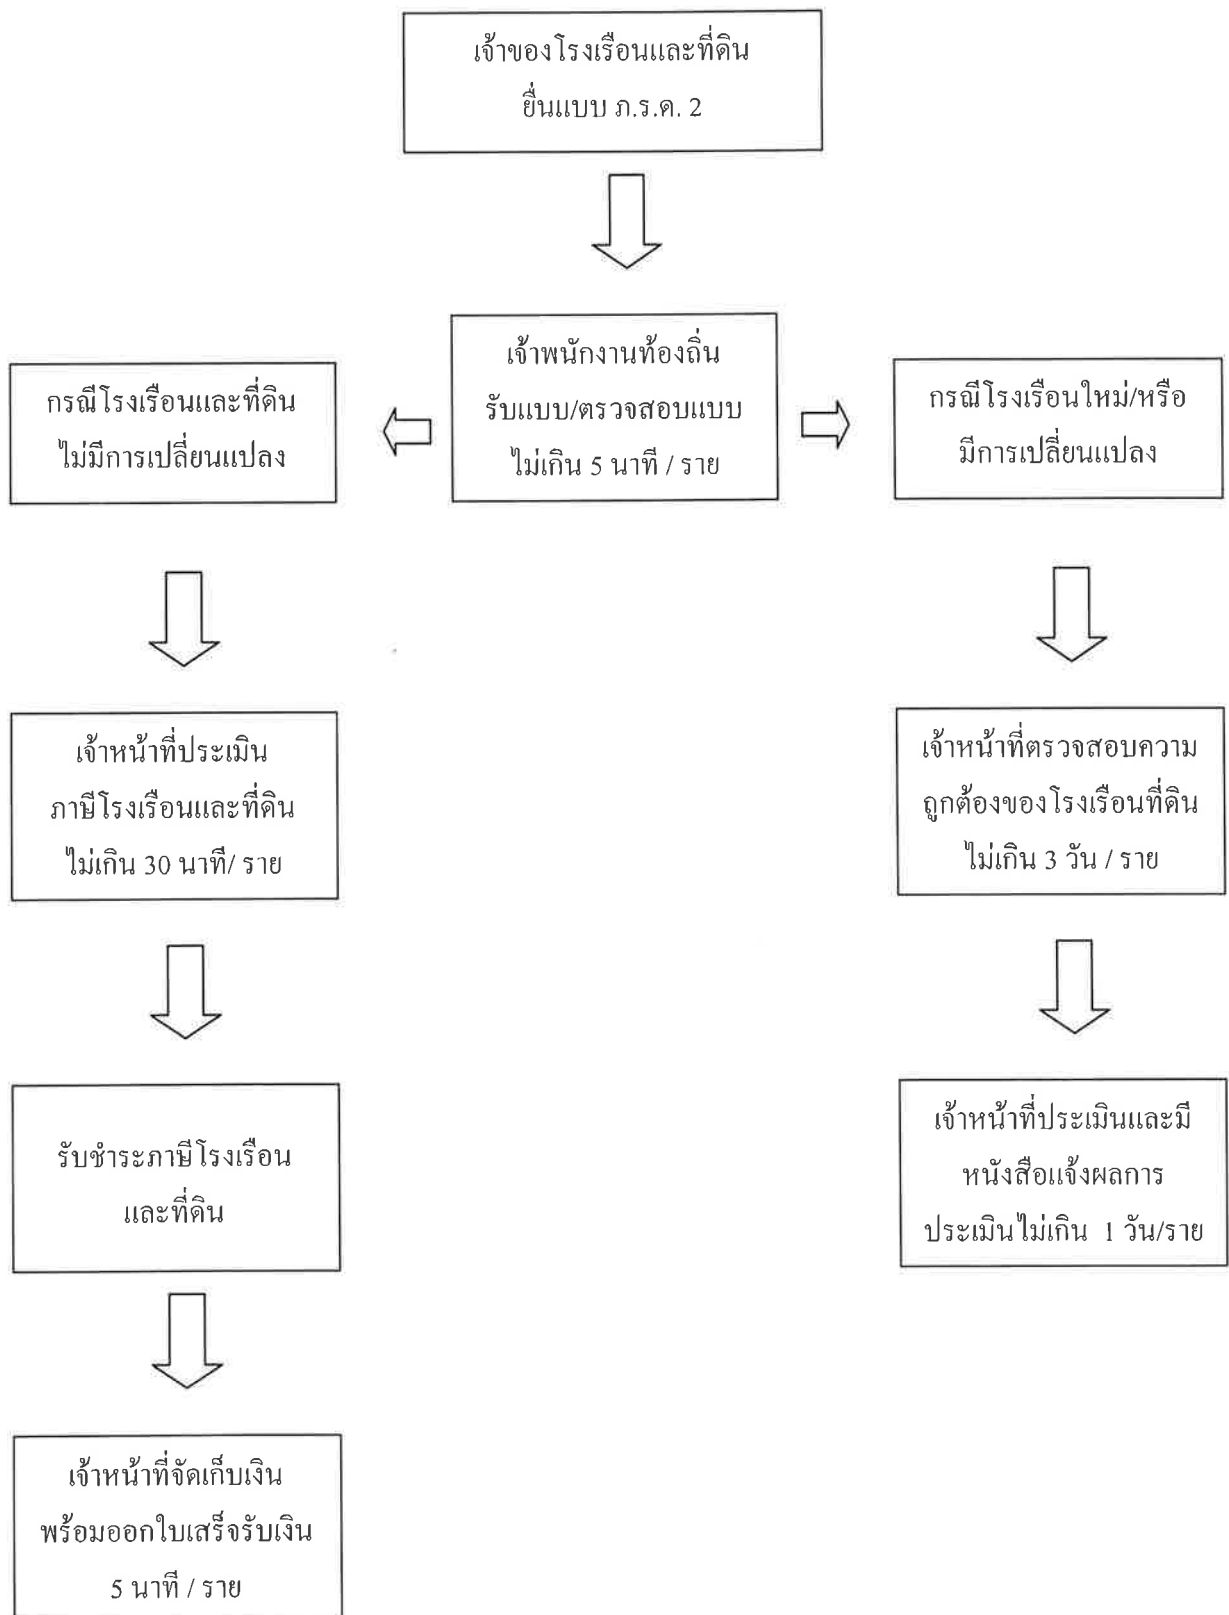 เจ้าของโรงเรือนและที่ดิน
ยื่นแบบ ภ.ร.ด. 2
เจ้าพนักงานท้องถิ่น
รับแบบ/ตรวจสอบแบบ
ไม่เกิน 5 นาที / ราย
กรณีโรงเรือนและที่ดิน
ไม่มีการเปลี่ยนแปลง
กรณีโรงเรือนใหม่/หรือ
มีการเปลี่ยนแปลง
เจ้าหน้าที่ประเมิน
ภาษีโรงเรือนและที่ดิน
ไม่เกิน 30 นาที/ ราย
เจ้าหน้าที่ตรวจสอบความ
ถูกต้องของโรงเรือนที่ดิน
ไม่เกิน 3 วัน / ราย
รับชำระภาษีโรงเรือน
และที่ดิน
เจ้าหน้าที่ประเมินและมี
หนังสือแจ้งผลการ
ประเมินไม่เกิน 1 วัน/ราย
เจ้าหน้าที่จัดเก็บเงิน
พร้อมออกใบเสร็จรับเงิน
5 นาที / ราย